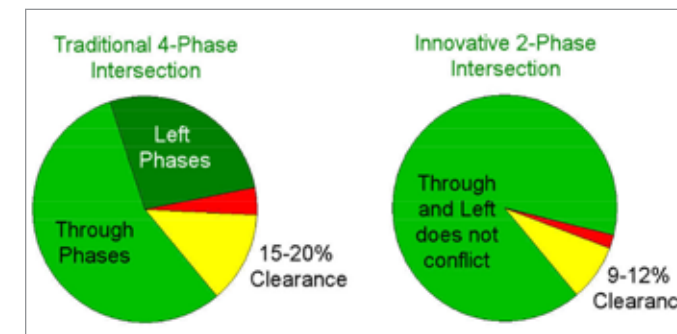 Traditional 4-Phase
Intersection
Left
Phases
Through
Phases
15-20%
Clearance
Innovative 2-Phase
Intersection
Through
and Left
does not
conflict
9-12%
Clearanc